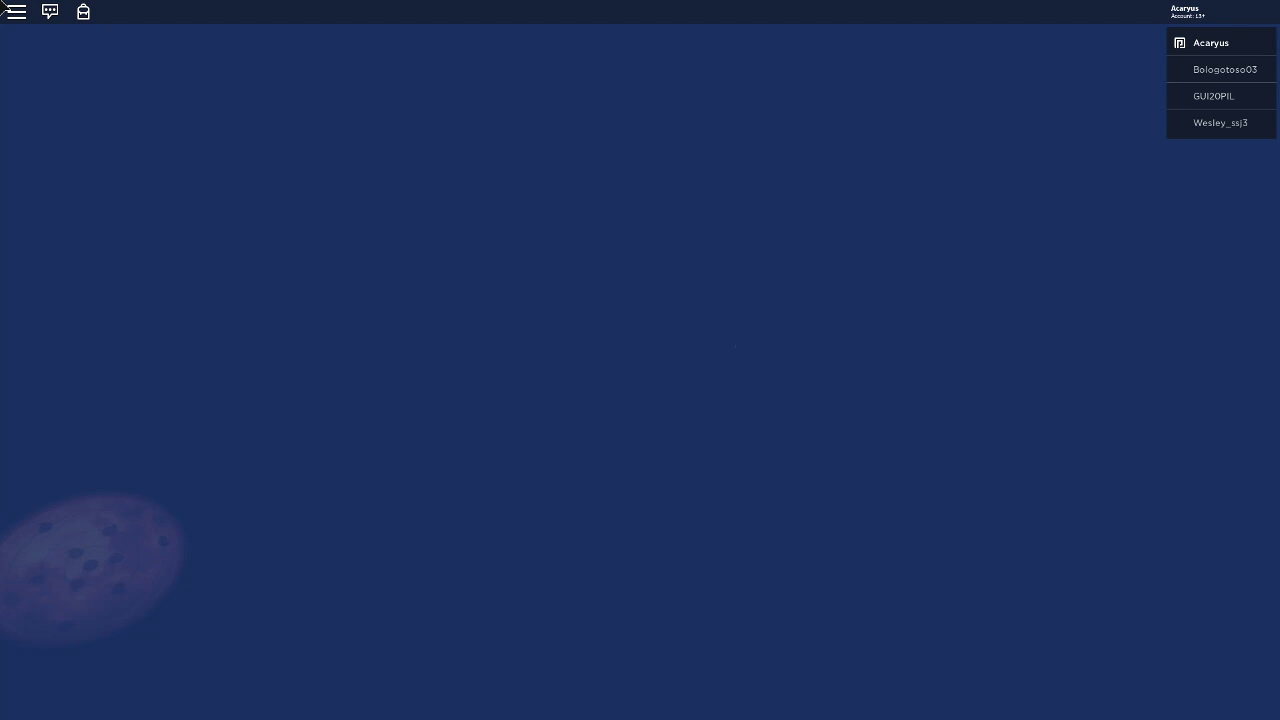 Acaryus
Account: 13+
Acaryus
Bologotoso03
GUI20PIL
Wesley_ssj3